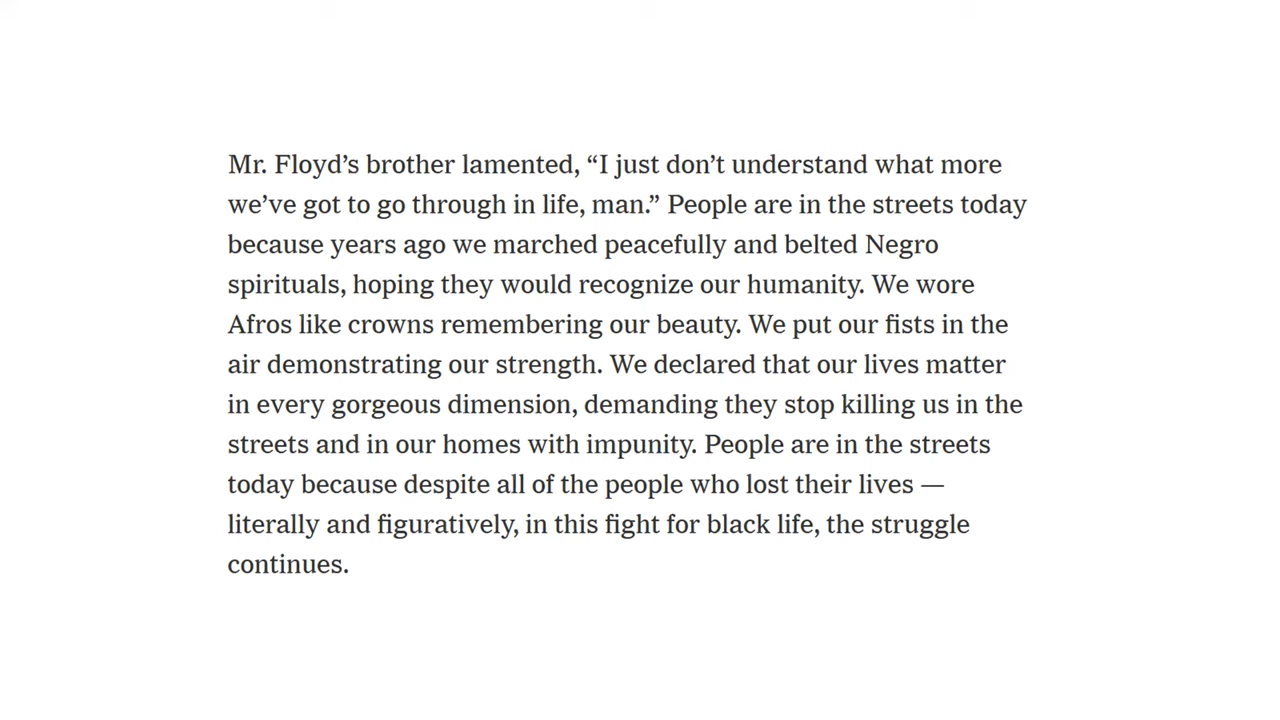 Mr. Floyd’s brother lamented, “I just don’t understand what more
we’ve got to go through in life, man.” People are in the streets today
because years ago we marched peacefully and belted Negro
spirituals, hoping they would recognize our humanity. We wore
Afros like crowns remembering our beauty. We put our fists in the
air demonstrating our strength. We declared that our lives matter
in every gorgeous dimension, demanding they stop killing us in the
streets and in our homes with impunity. People are in the streets
today because despite all of the people who lost their lives —
literally and figuratively, in this fight for black life, the struggle
continues.